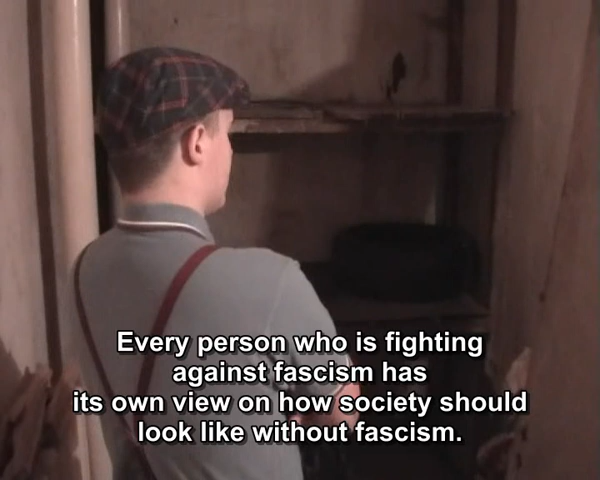 Every person who is fighting
against fascism has
its own view on how society should
look like without fascism.